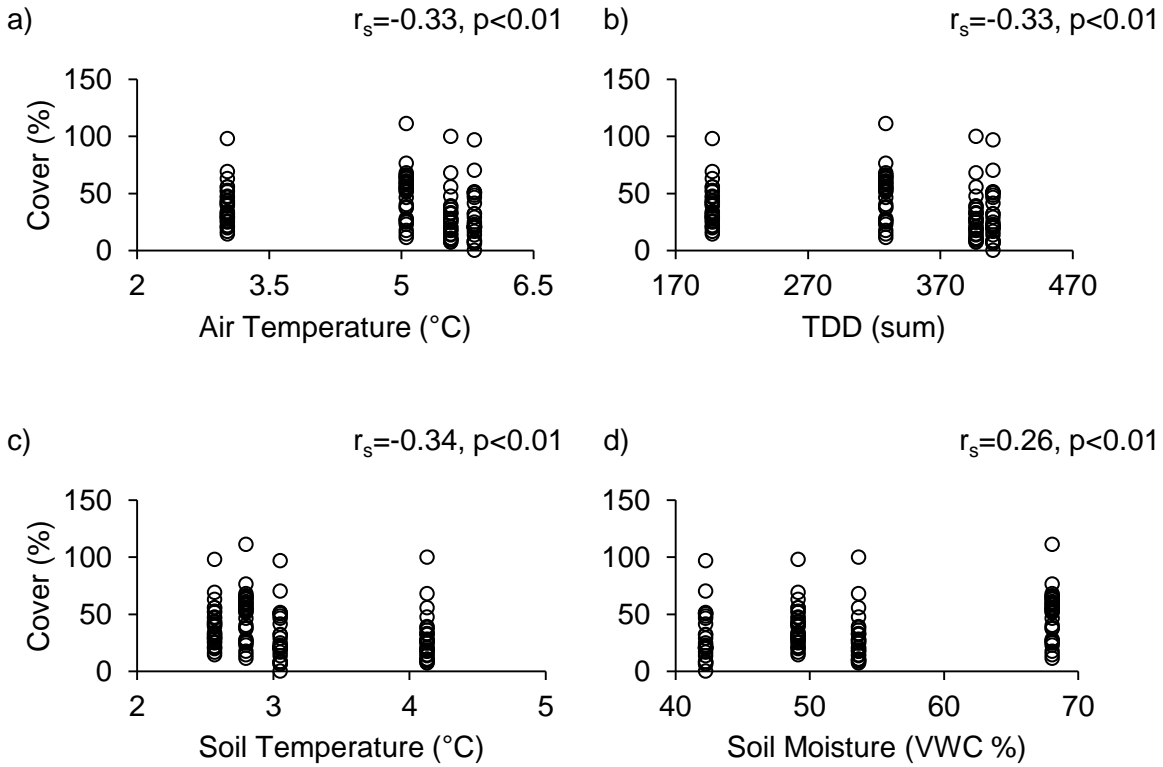 a)
r_s=-0.33, p<0.01
Cover (%)
150
100
50
0
2 3.5 5 6.5
Air Temperature (°C)
b)
r_s=-0.33, p<0.01
150
100
50
0
170 270 370 470
TDD (sum)
c)
r_s=-0.34, p<0.01
Cover (%)
150
100
50
0
2 3 4 5
Soil Temperature (°C)
d)
r_s=0.26, p<0.01
150
100
50
0
40 50 60 70
Soil Moisture (VWC %)